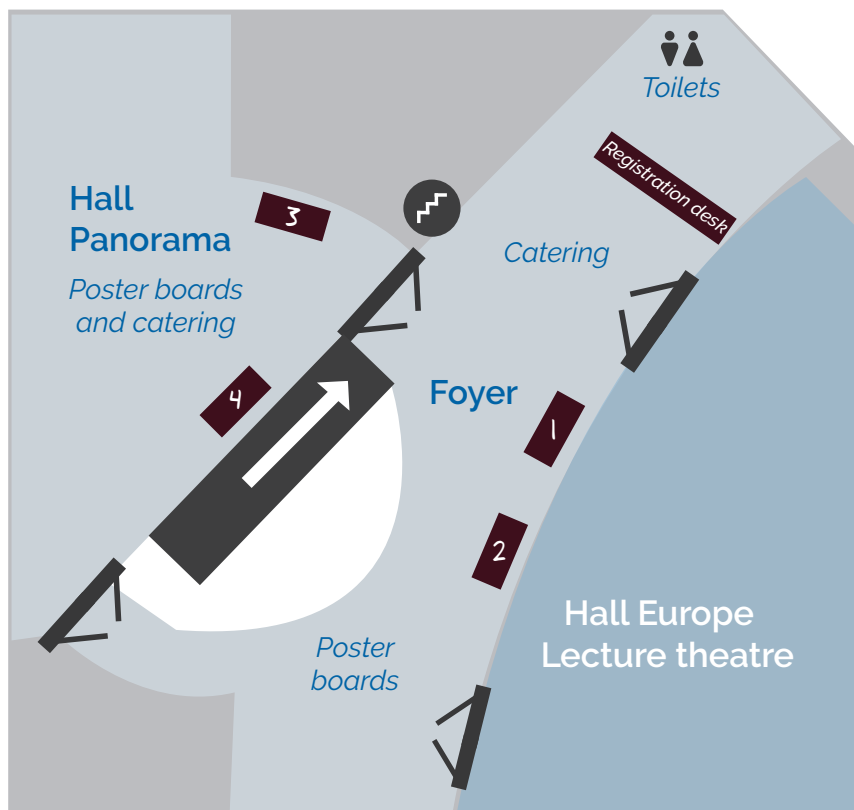 Toilets
Registration desk
Hall
Panorama
3
Catering
Poster boards
and catering
4
Foyer
1
2
Hall Europe
Lecture theatre
Poster
boards